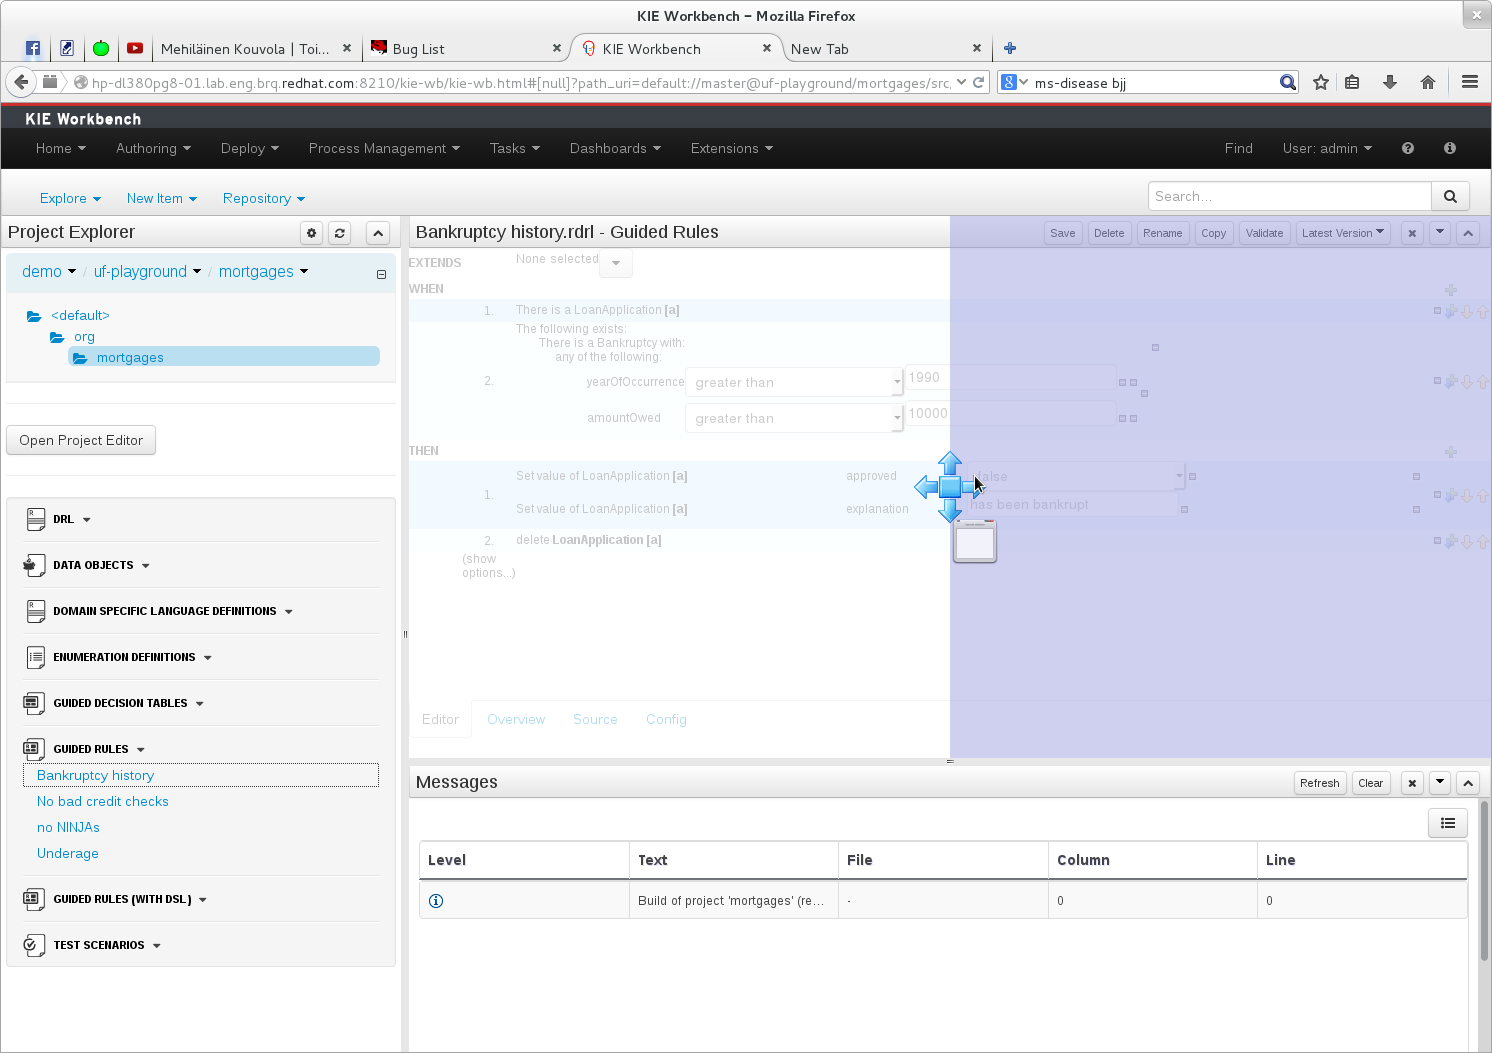 KIE Workbench – Mozilla Firefox
Mehiläinen Kouvola | Toi...
Bug List
KIE Workbench
New Tab
hp-dl380pg8-01.lab.eng.brq.redhat.com:8210/kie-wb/kie-wb.html#[null]?path_uri=default://master@uf-playground/mortgages/src,
ms-disease bjj
KIE Workbench
Home Authoring Deploy Process Management Tasks Dashboards Extensions Find User: admin
Explore New Item Repository
Search...
Project Explorer
demo / uf-playground / mortgages
<default>
org
mortgages
Open Project Editor
DRL
DATA OBJECTS
DOMAIN SPECIFIC LANGUAGE DEFINITIONS
ENUMERATION DEFINITIONS
GUIDED DECISION TABLES
GUIDED RULES
Bankruptcy history
No bad credit checks
no NINJAs
Underage
GUIDED RULES (WITH DSL)
TEST SCENARIOS
Bankruptcy history.rdrl - Guided Rules
Save Delete Rename Copy Validate Latest Version
EXTENDS None selected
WHEN
1. There is a LoanApplication [a]
The following exists:
There is a Bankruptcy with:
any of the following:
2. yearOfOccurrence greater than 1990
amountOwed greater than 10000
THEN
Set value of LoanApplication [a] approved false
1.
Set value of LoanApplication [a] explanation has been bankrupt
2. delete LoanApplication [a]
(show
options...)
Editor Overview Source Config
Messages
Refresh Clear
Level Text File Column Line
Build of project 'mortgages' (re... - 0 0